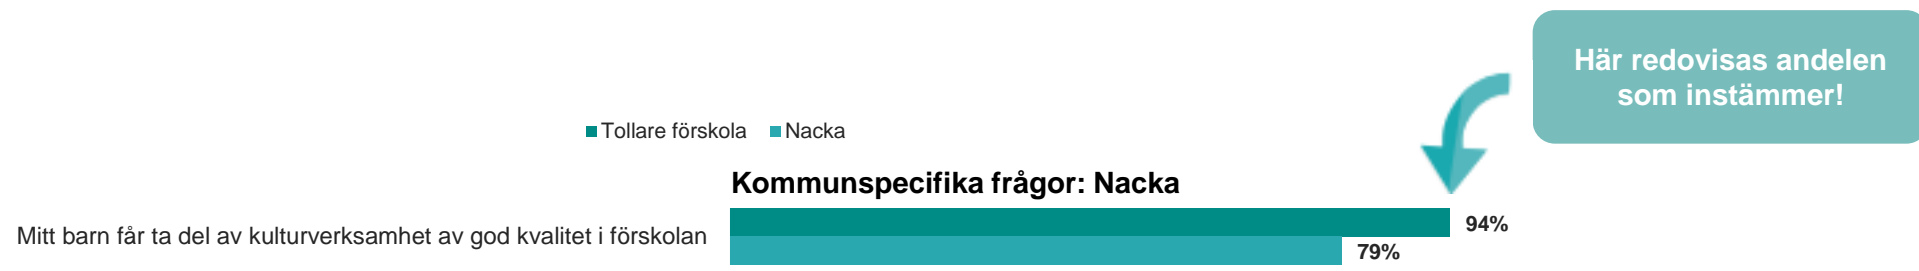 Här redovisas andelen
som instämmer!
Tollare förskola Nacka
Kommunspecifika frågor: Nacka
Mitt barn får ta del av kulturverksamhet av god kvalitet i förskolan
94%
79%